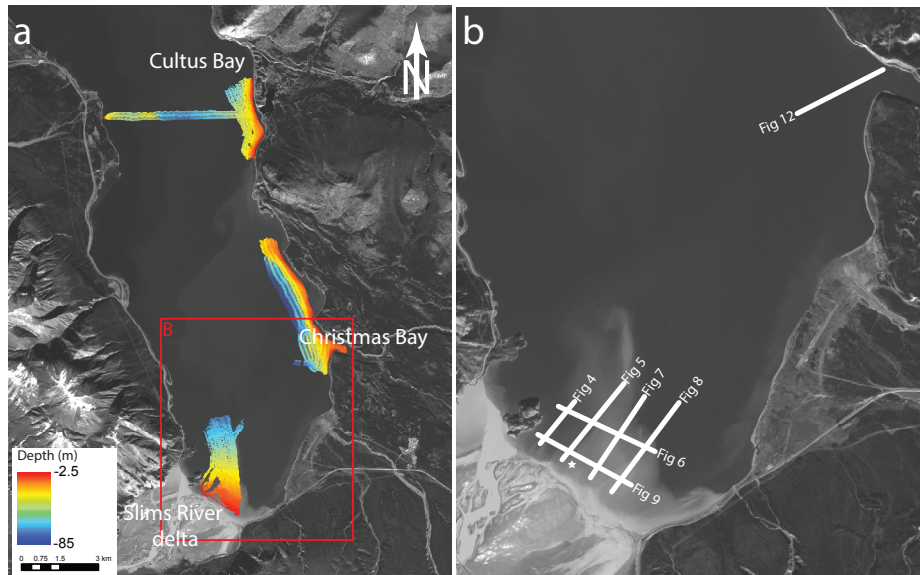 a
Cultus Bay
N
B
Christmas Bay
Slims River
delta
Depth (m)
-2.5
-85
0 0.75 1.5 3 km
b
Fig 12
Fig 4
Fig 5
Fig 7
Fig 8
Fig 6
Fig 9